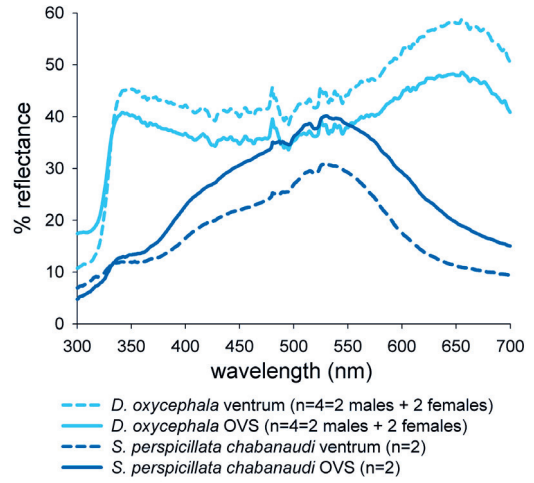 % reflectance
70
60
50
40
30
20
10
0
300 350 400 450 500 550 600 650 700
wavelength (nm)
D. oxycephala ventrum (n=4=2 males + 2 females)
D. oxycephala OVS (n=4=2 males + 2 females)
S. perspicillata chabanaudi ventrum (n=2)
S. perspicillata chabanaudi OVS (n=2)